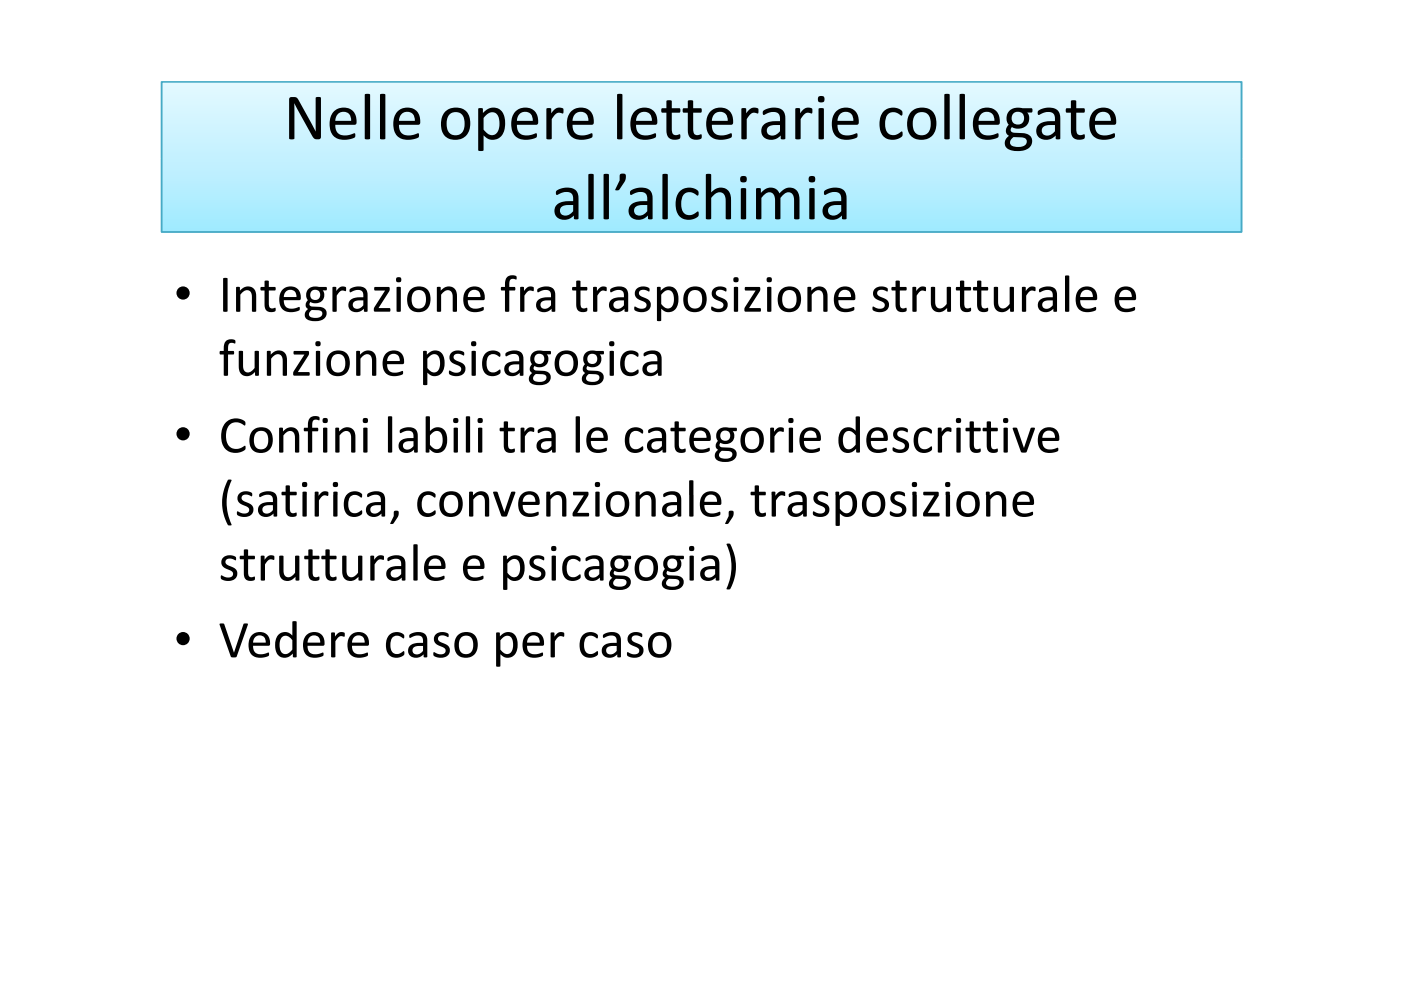 Nelle opere letterarie collegate
all’alchimia
• Integrazione fra trasposizione strutturale e
funzione psicagogica
• Confini labili tra le categorie descrittive
(satirica, convenzionale, trasposizione
strutturale e psicagogia)
• Vedere caso per caso